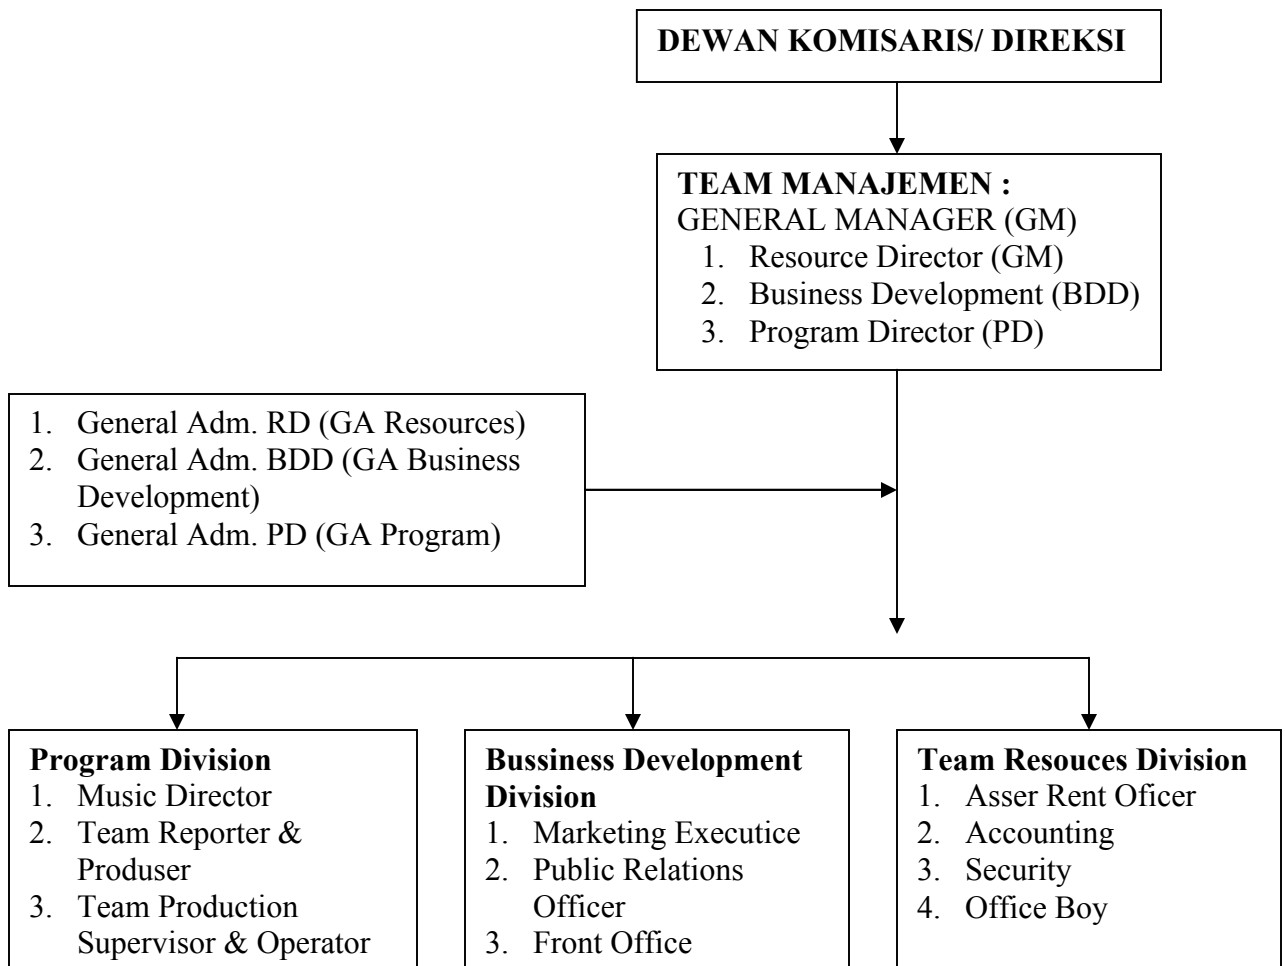 DEWAN KOMISARIS/ DIREKSI
TEAM MANAJEMEN :
GENERAL MANAGER (GM)
1. Resource Director (GM)
2. Business Development (BDD)
3. Program Director (PD)
1. General Adm. RD (GA Resources)
2. General Adm. BDD (GA Business
Development)
3. General Adm. PD (GA Program)
Program Division
1. Music Director
2. Team Reporter &
Produser
3. Team Production
Supervisor & Operator
Bussiness Development
Division
1. Marketing Executice
2. Public Relations
Officer
3. Front Office
Team Resouces Division
1. Asser Rent Oficer
2. Accounting
3. Security
4. Office Boy